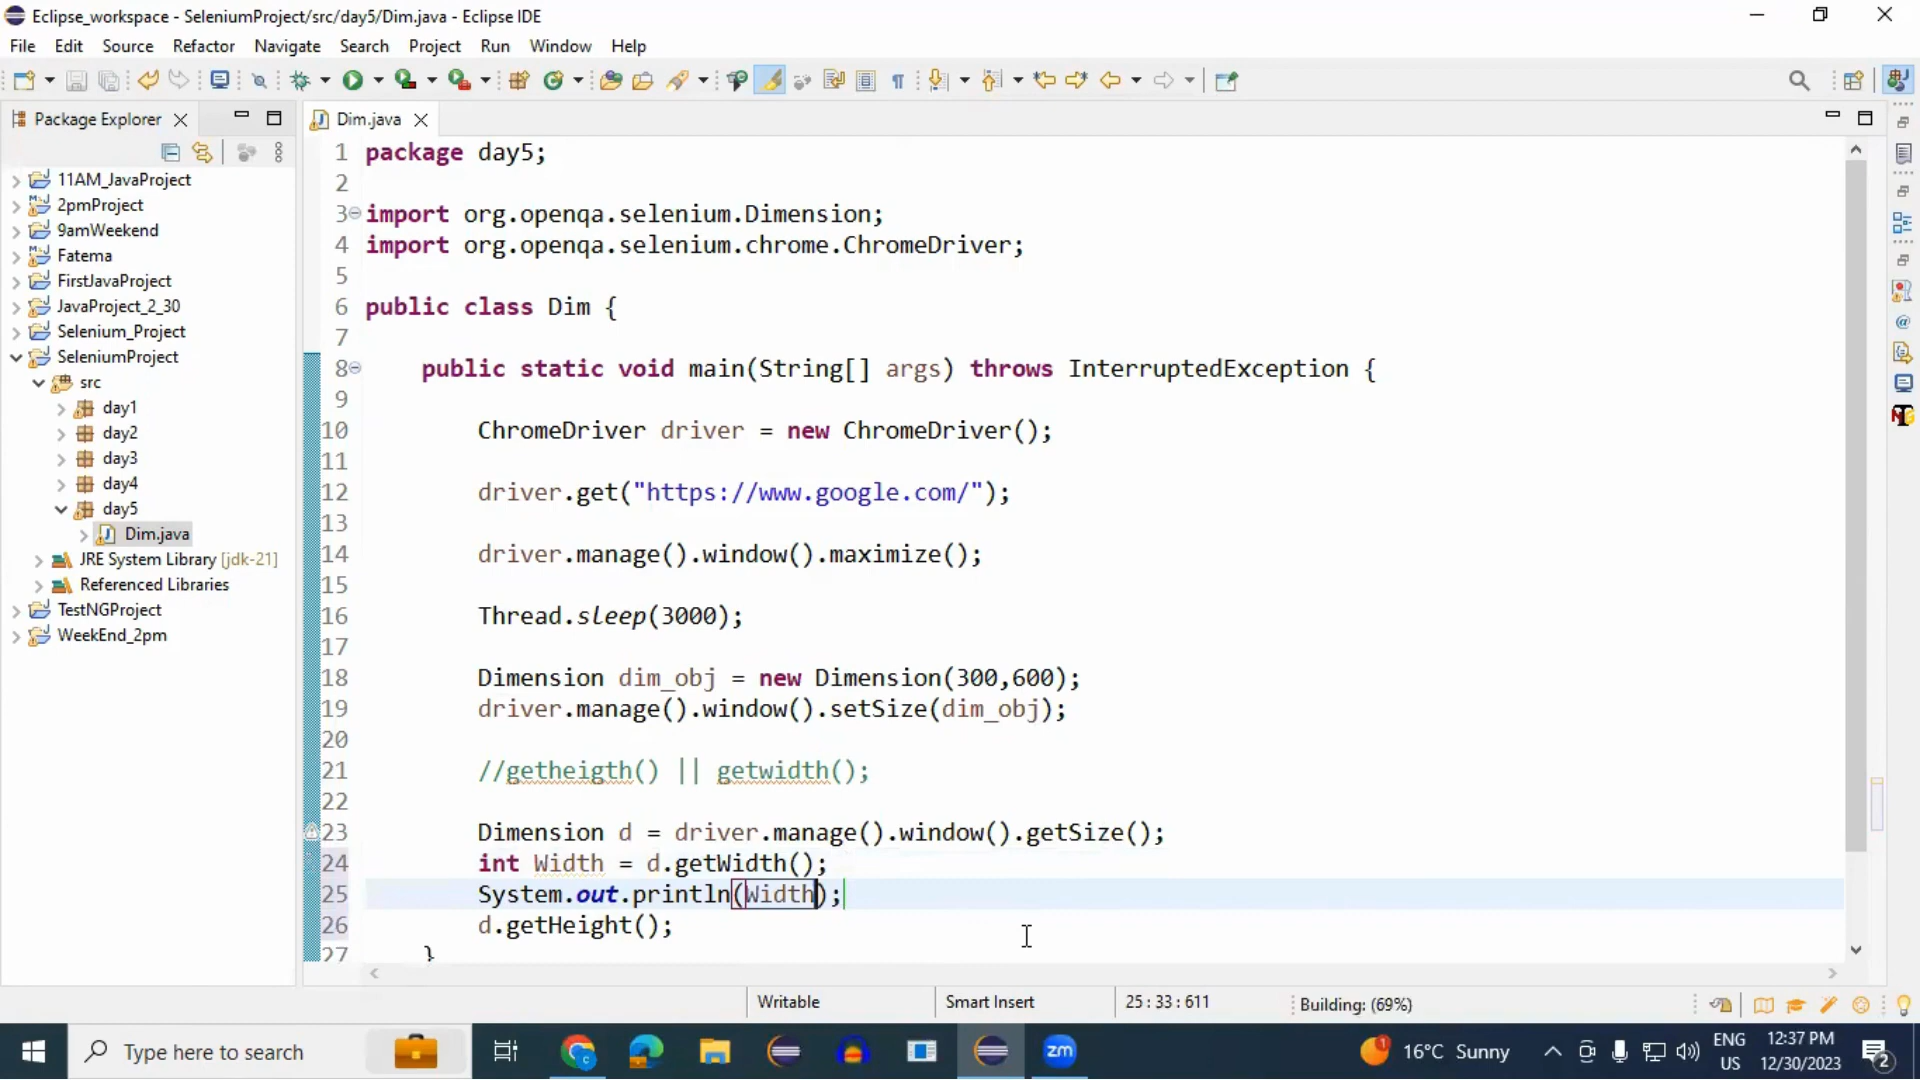 Eclipse_workspace - SeleniumProject/src/day5/Dim.java - Eclipse IDE
File Edit Source Refactor Navigate Search Project Run Window Help
Package Explorer
Dim.java
11AM_JavaProject
2pmProject
9amWeekend
Fatema
FirstJavaProject
JavaProject_2_30
Selenium_Project
SeleniumProject
src
day1
day2
day3
day4
day5
Dim.java
JRE System Library [jdk-21]
Referenced Libraries
TestNGProject
WeekEnd_2pm
1 package day5;
2
3 import org.openqa.selenium.Dimension;
4 import org.openqa.selenium.chrome.ChromeDriver;
5
6 public class Dim {
7
8 public static void main(String[] args) throws InterruptedException {
9
10 ChromeDriver driver = new ChromeDriver();
11
12 driver.get("https://www.google.com/");
13
14 driver.manage().window().maximize();
15
16 Thread.sleep(3000);
17
18 Dimension dim_obj = new Dimension(300,600);
19 driver.manage().window().setSize(dim_obj);
20
21 //getheigth() || getwidth();
22
23 Dimension d = driver.manage().window().getSize();
24 int Width = d.getWidth();
25 System.out.println(Width);
26 d.getHeight();
27 }
Writable Smart Insert 25 : 33 : 611 Building: (69%)
Type here to search
zm
1
16°C Sunny
ENG
US
12:37 PM
12/30/2023
2